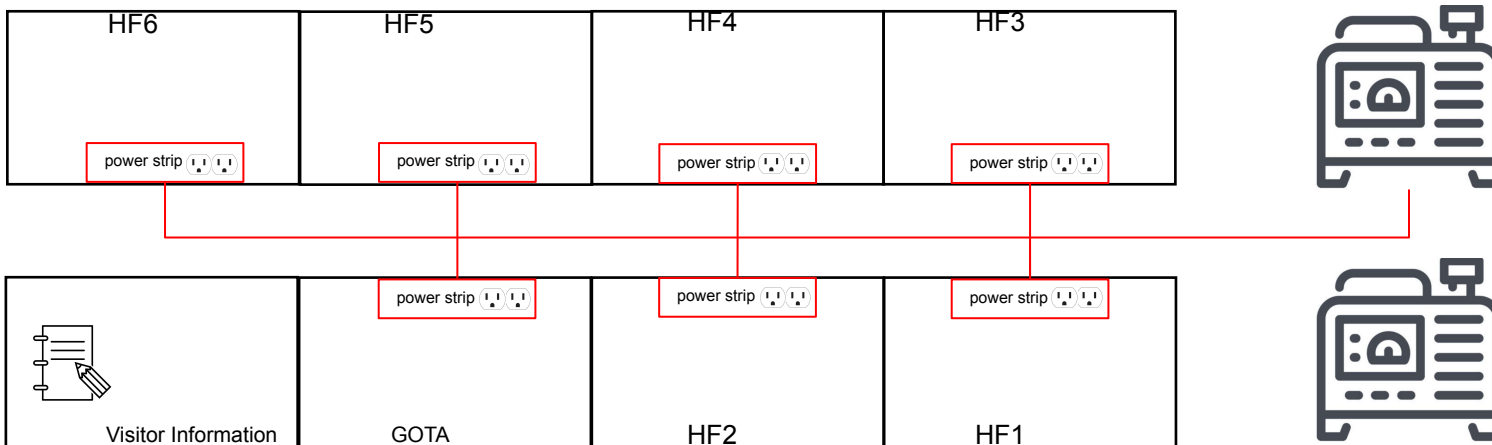 HF6
HF5
HF4
HF3
power strip
power strip
power strip
power strip
power strip
power strip
power strip
Visitor Information
GOTA
HF2
HF1